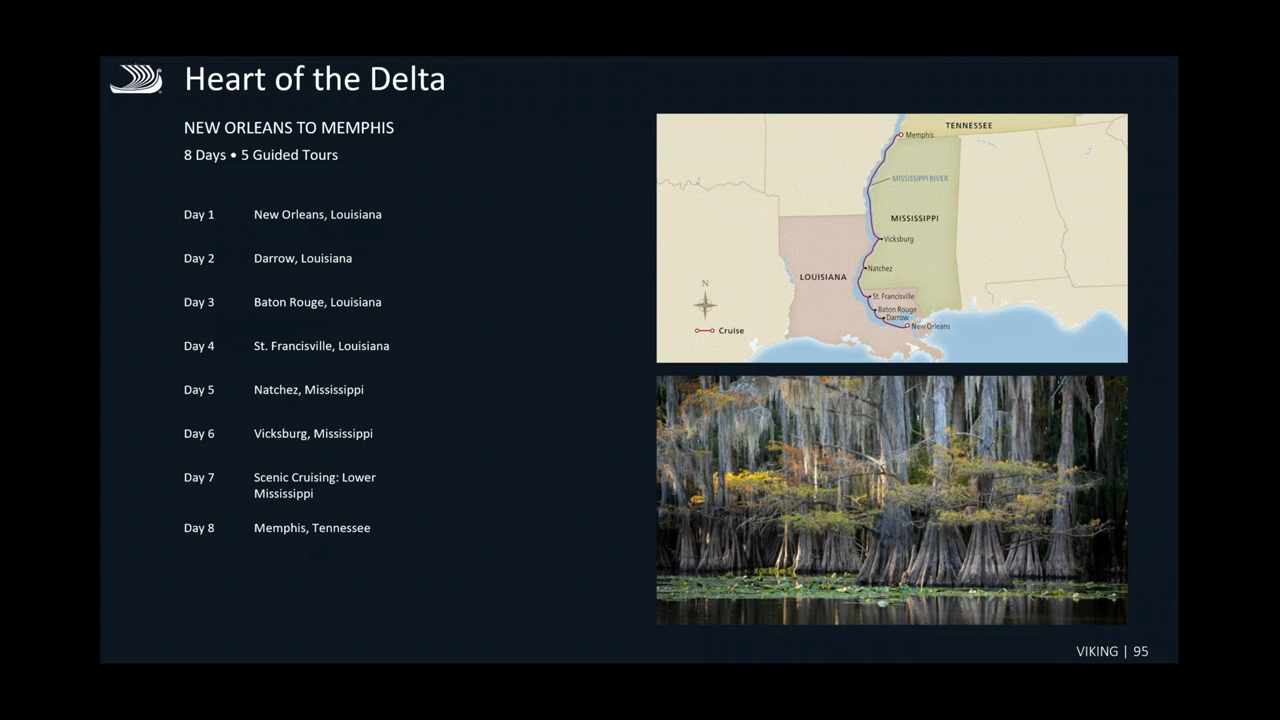 Heart of the Delta
NEW ORLEANS TO MEMPHIS
8 Days • 5 Guided Tours
Day 1 New Orleans, Louisiana
Day 2 Darrow, Louisiana
Day 3 Baton Rouge, Louisiana
Day 4 St. Francisville, Louisiana
Day 5 Natchez, Mississippi
Day 6 Vicksburg, Mississippi
Day 7 Scenic Cruising: Lower
Mississippi
Day 8 Memphis, Tennessee
TENNESSEE
Memphis
MISSISSIPPI RIVER
MISSISSIPPI
Vicksburg
Natchez
LOUISIANA
N
St. Francisville
Baton Rouge
Darrow
New Orleans
Cruise
VIKING | 95